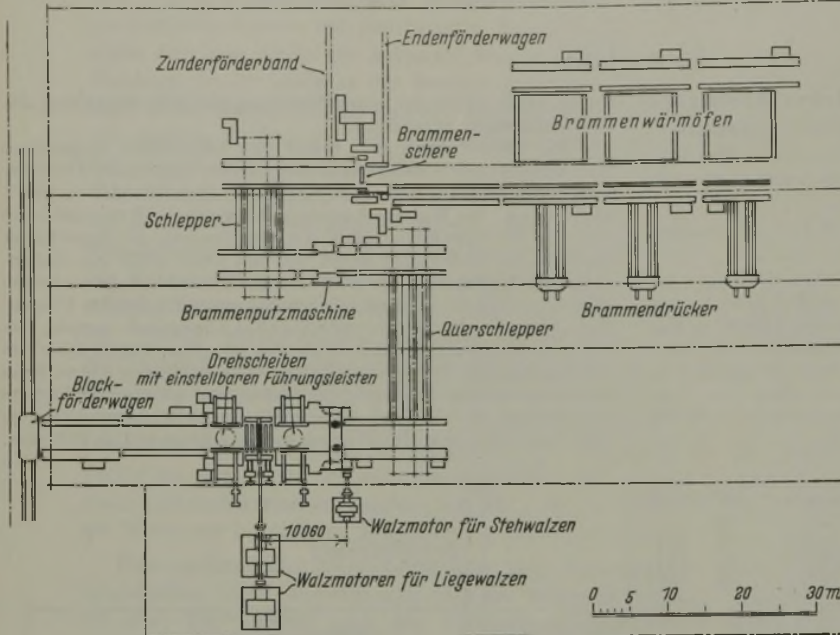 Endenförderwagen
Zunderförderband
Brammen-
schere
Brammenwärmöfen
Schlepper
Brammenputzmaschine
Querschlepper
Brammendrücker
Drehscheiben
mit einstellbaren Führungsleisten
Block-
förderwagen
10060
Walzmotor für Stehwalzen
Walzmotoren für Liegewalzen
0 5 10 20 30 m